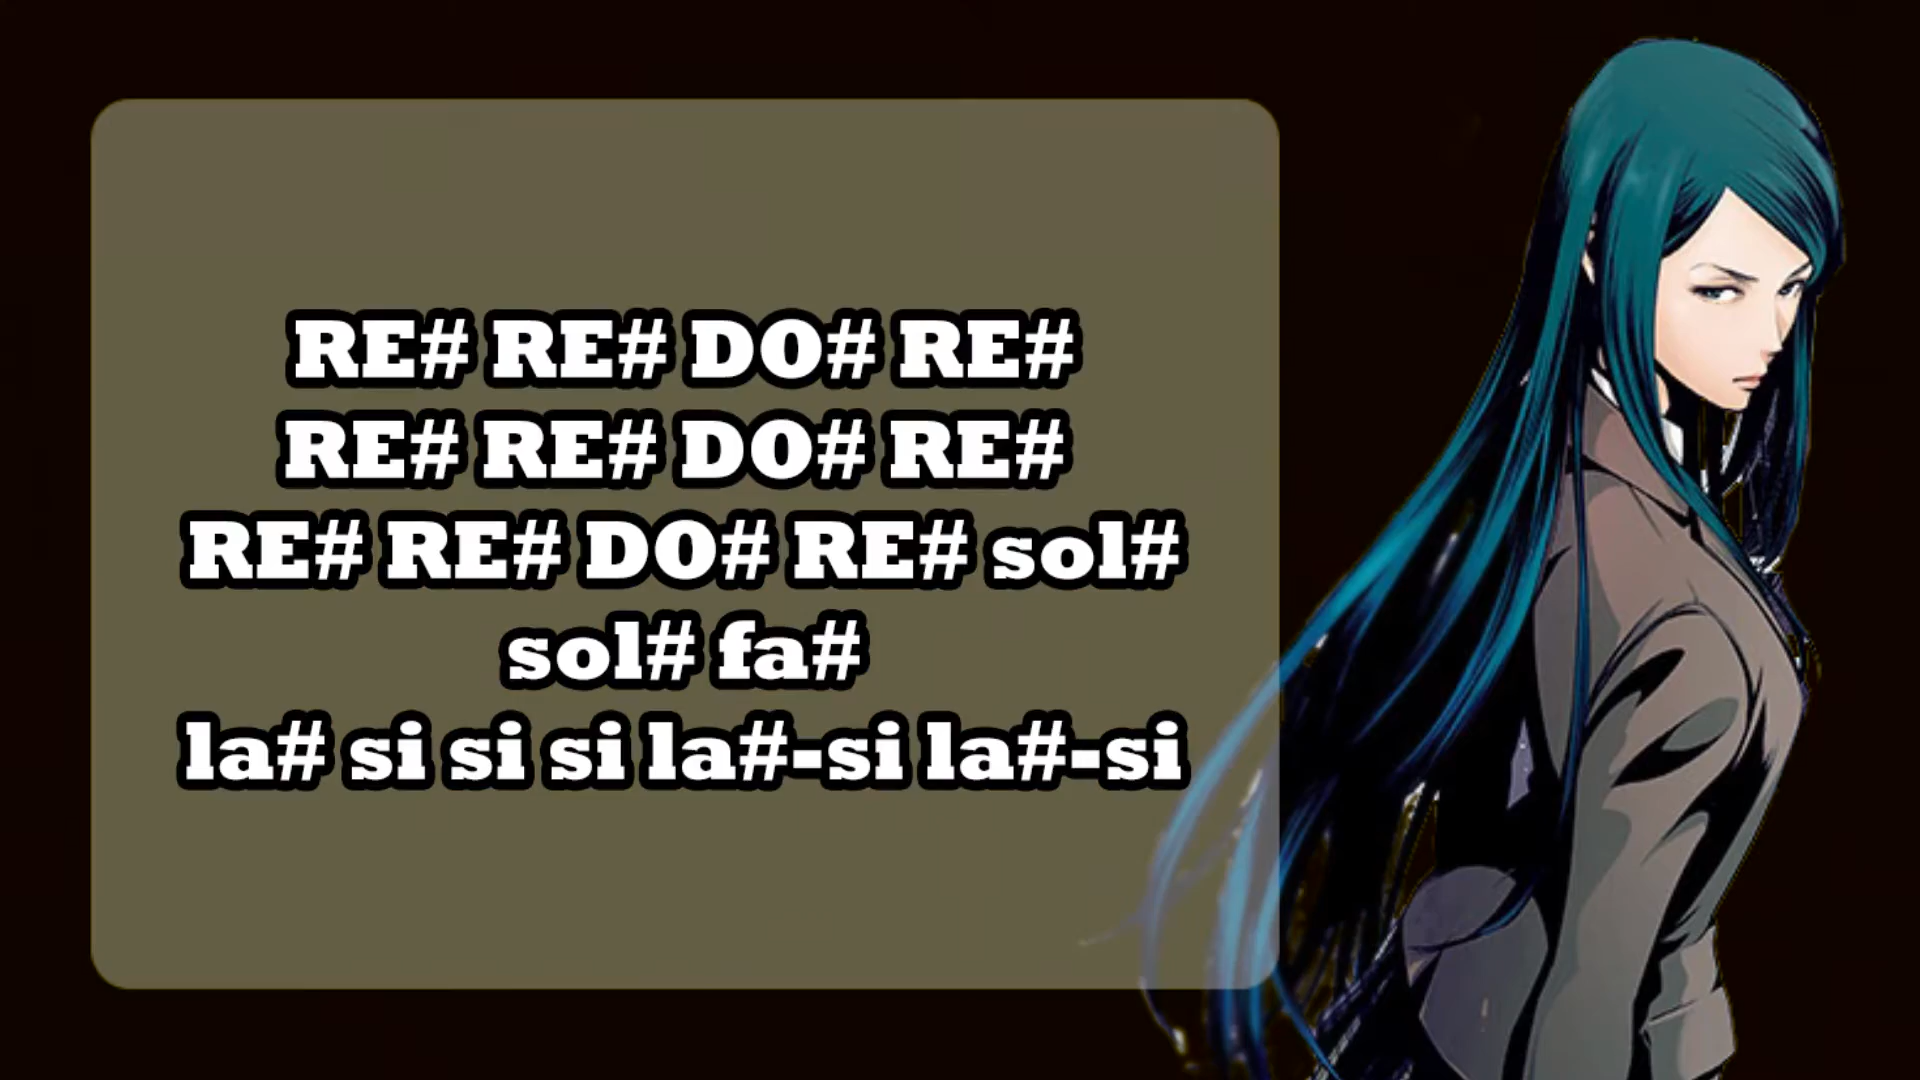 RE# RE# DO# RE#
RE# RE# DO# RE#
RE# RE# DO# RE# sol#
sol# fa#
la# si si si la#-si la#-si